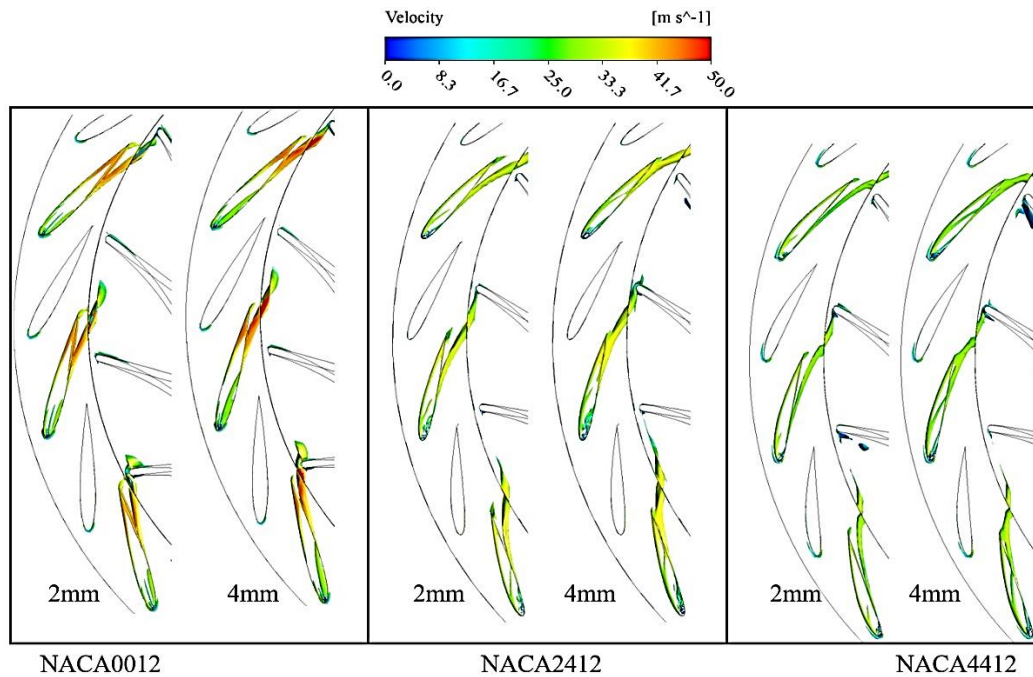 Velocity [m s^-1]
0.0 8.3 16.7 25.0 33.3 41.7 50.0
2mm 4mm 2mm 4mm 2mm 4mm
NACA0012 NACA2412 NACA4412